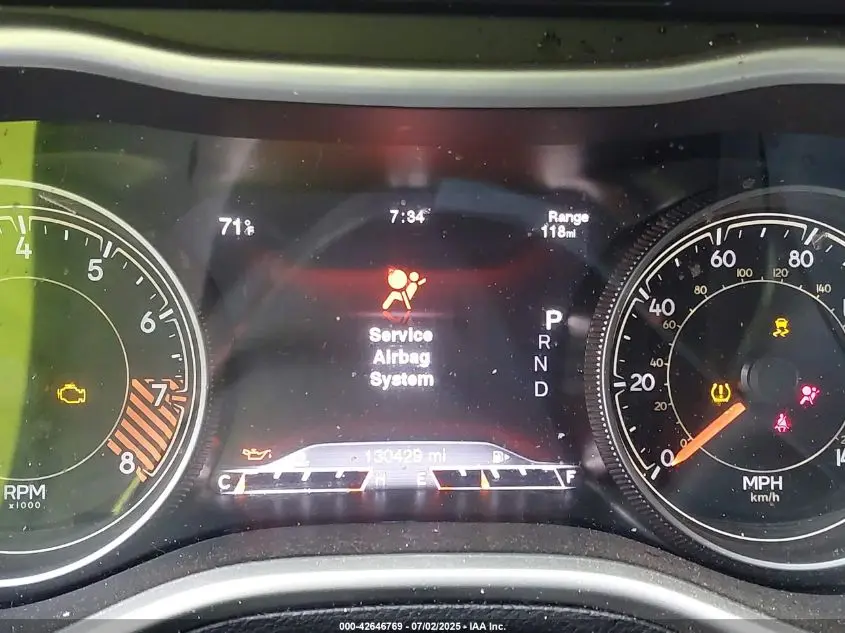 71°F
7:34
Range
118mi
Service
Airbag
System
P
R
N
D
130429 mi
C H E F
4
5
6
7
8
RPM
x1000
0
20
40
60
80
20
40
60
80
100
120
140
MPH
km/h
000-42646769 - 07/02/2025 - IAA Inc.